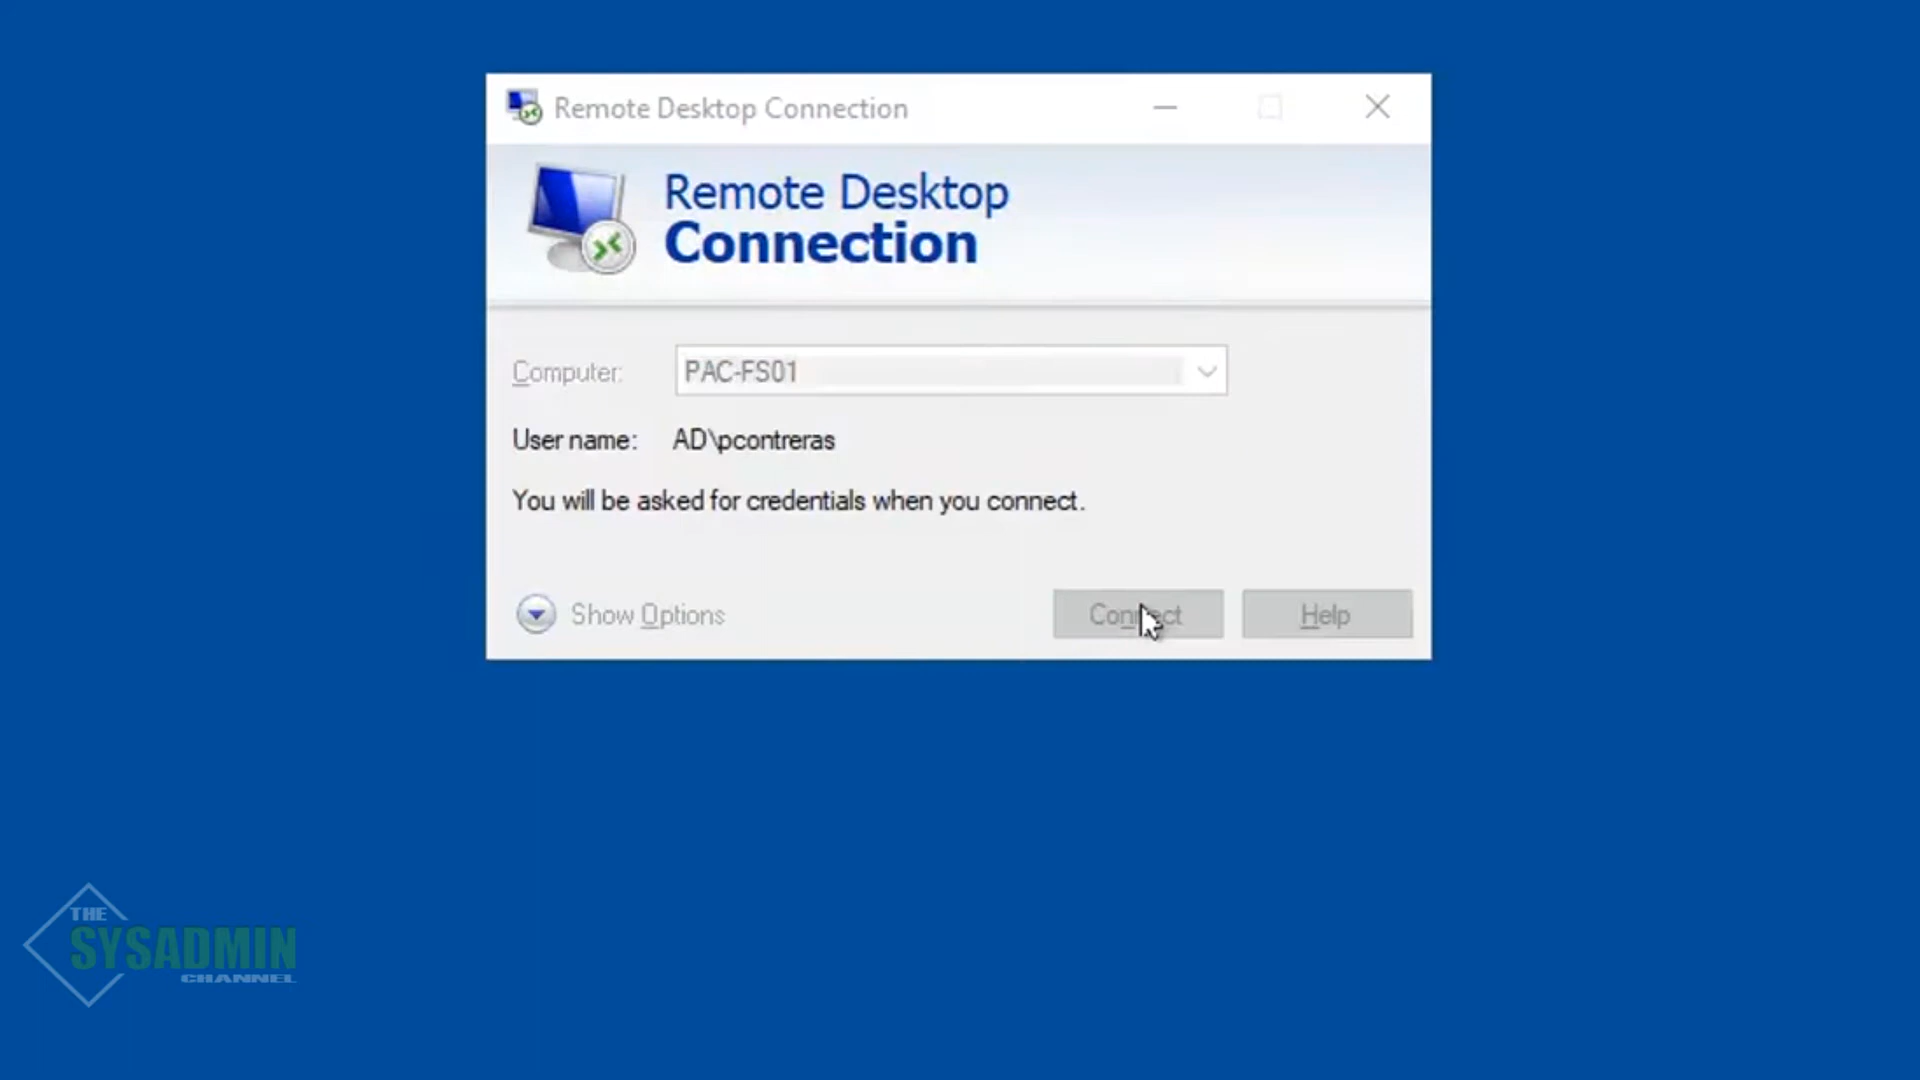 Remote Desktop Connection
Remote Desktop
Connection
Computer: PAC-FS01
User name: AD\pcontreras
You will be asked for credentials when you connect.
Show Options Connect Help
THE
SYSADMIN
CHANNEL